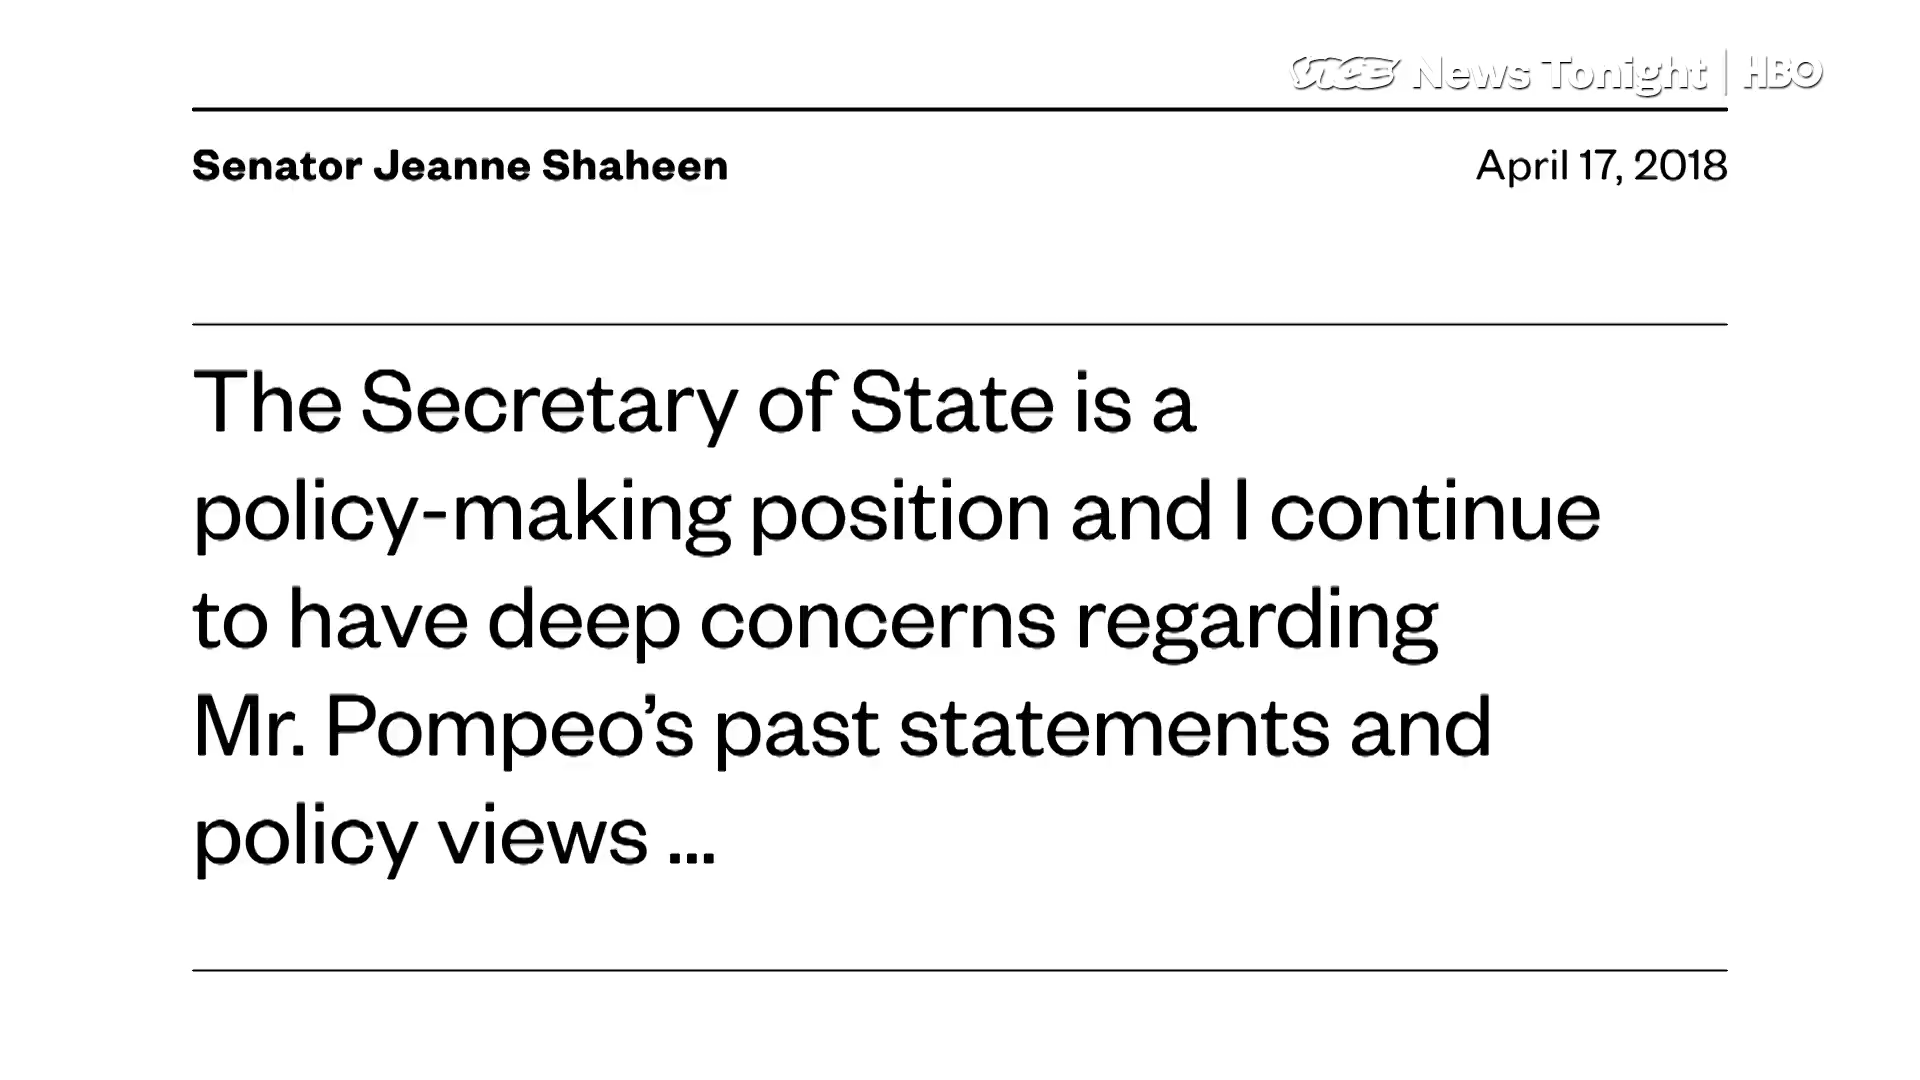 VICE News Tonight | HBO
Senator Jeanne Shaheen
April 17, 2018
The Secretary of State is a
policy-making position and I continue
to have deep concerns regarding
Mr. Pompeo’s past statements and
policy views ...